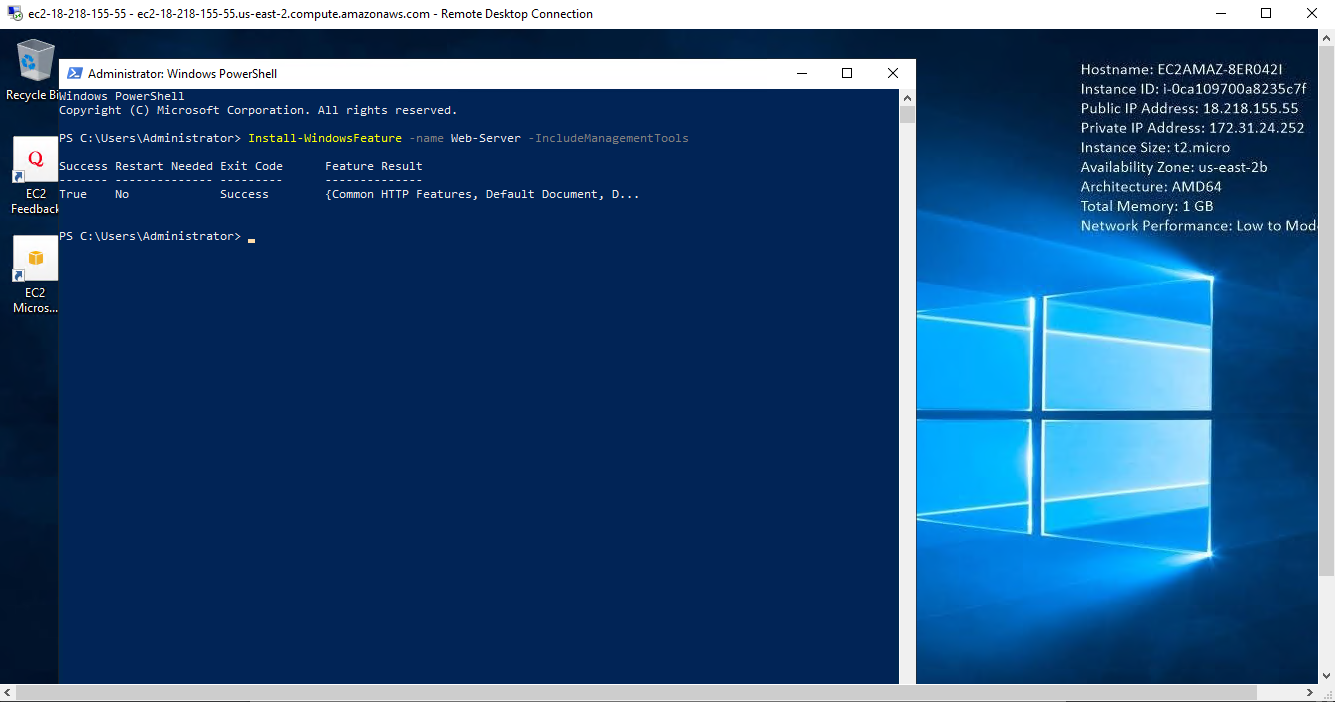 ec2-18-218-155-55 - ec2-18-218-155-55.us-east-2.compute.amazonaws.com - Remote Desktop Connection
Recycle Bi
Q
EC2
Feedback
EC2
Micros...
Administrator: Windows PowerShell
Windows PowerShell
Copyright (C) Microsoft Corporation. All rights reserved.
PS C:\Users\Administrator> Install-WindowsFeature -name Web-Server -IncludeManagementTools
Success Restart Needed Exit Code      Feature Result
------- -------------- ---------      --------------
True    No             Success        {Common HTTP Features, Default Document, D...
PS C:\Users\Administrator> _
Hostname: EC2AMAZ-8ER042I
Instance ID: i-0ca109700a8235c7f
Public IP Address: 18.218.155.55
Private IP Address: 172.31.24.252
Instance Size: t2.micro
Availability Zone: us-east-2b
Architecture: AMD64
Total Memory: 1 GB
Network Performance: Low to Mod